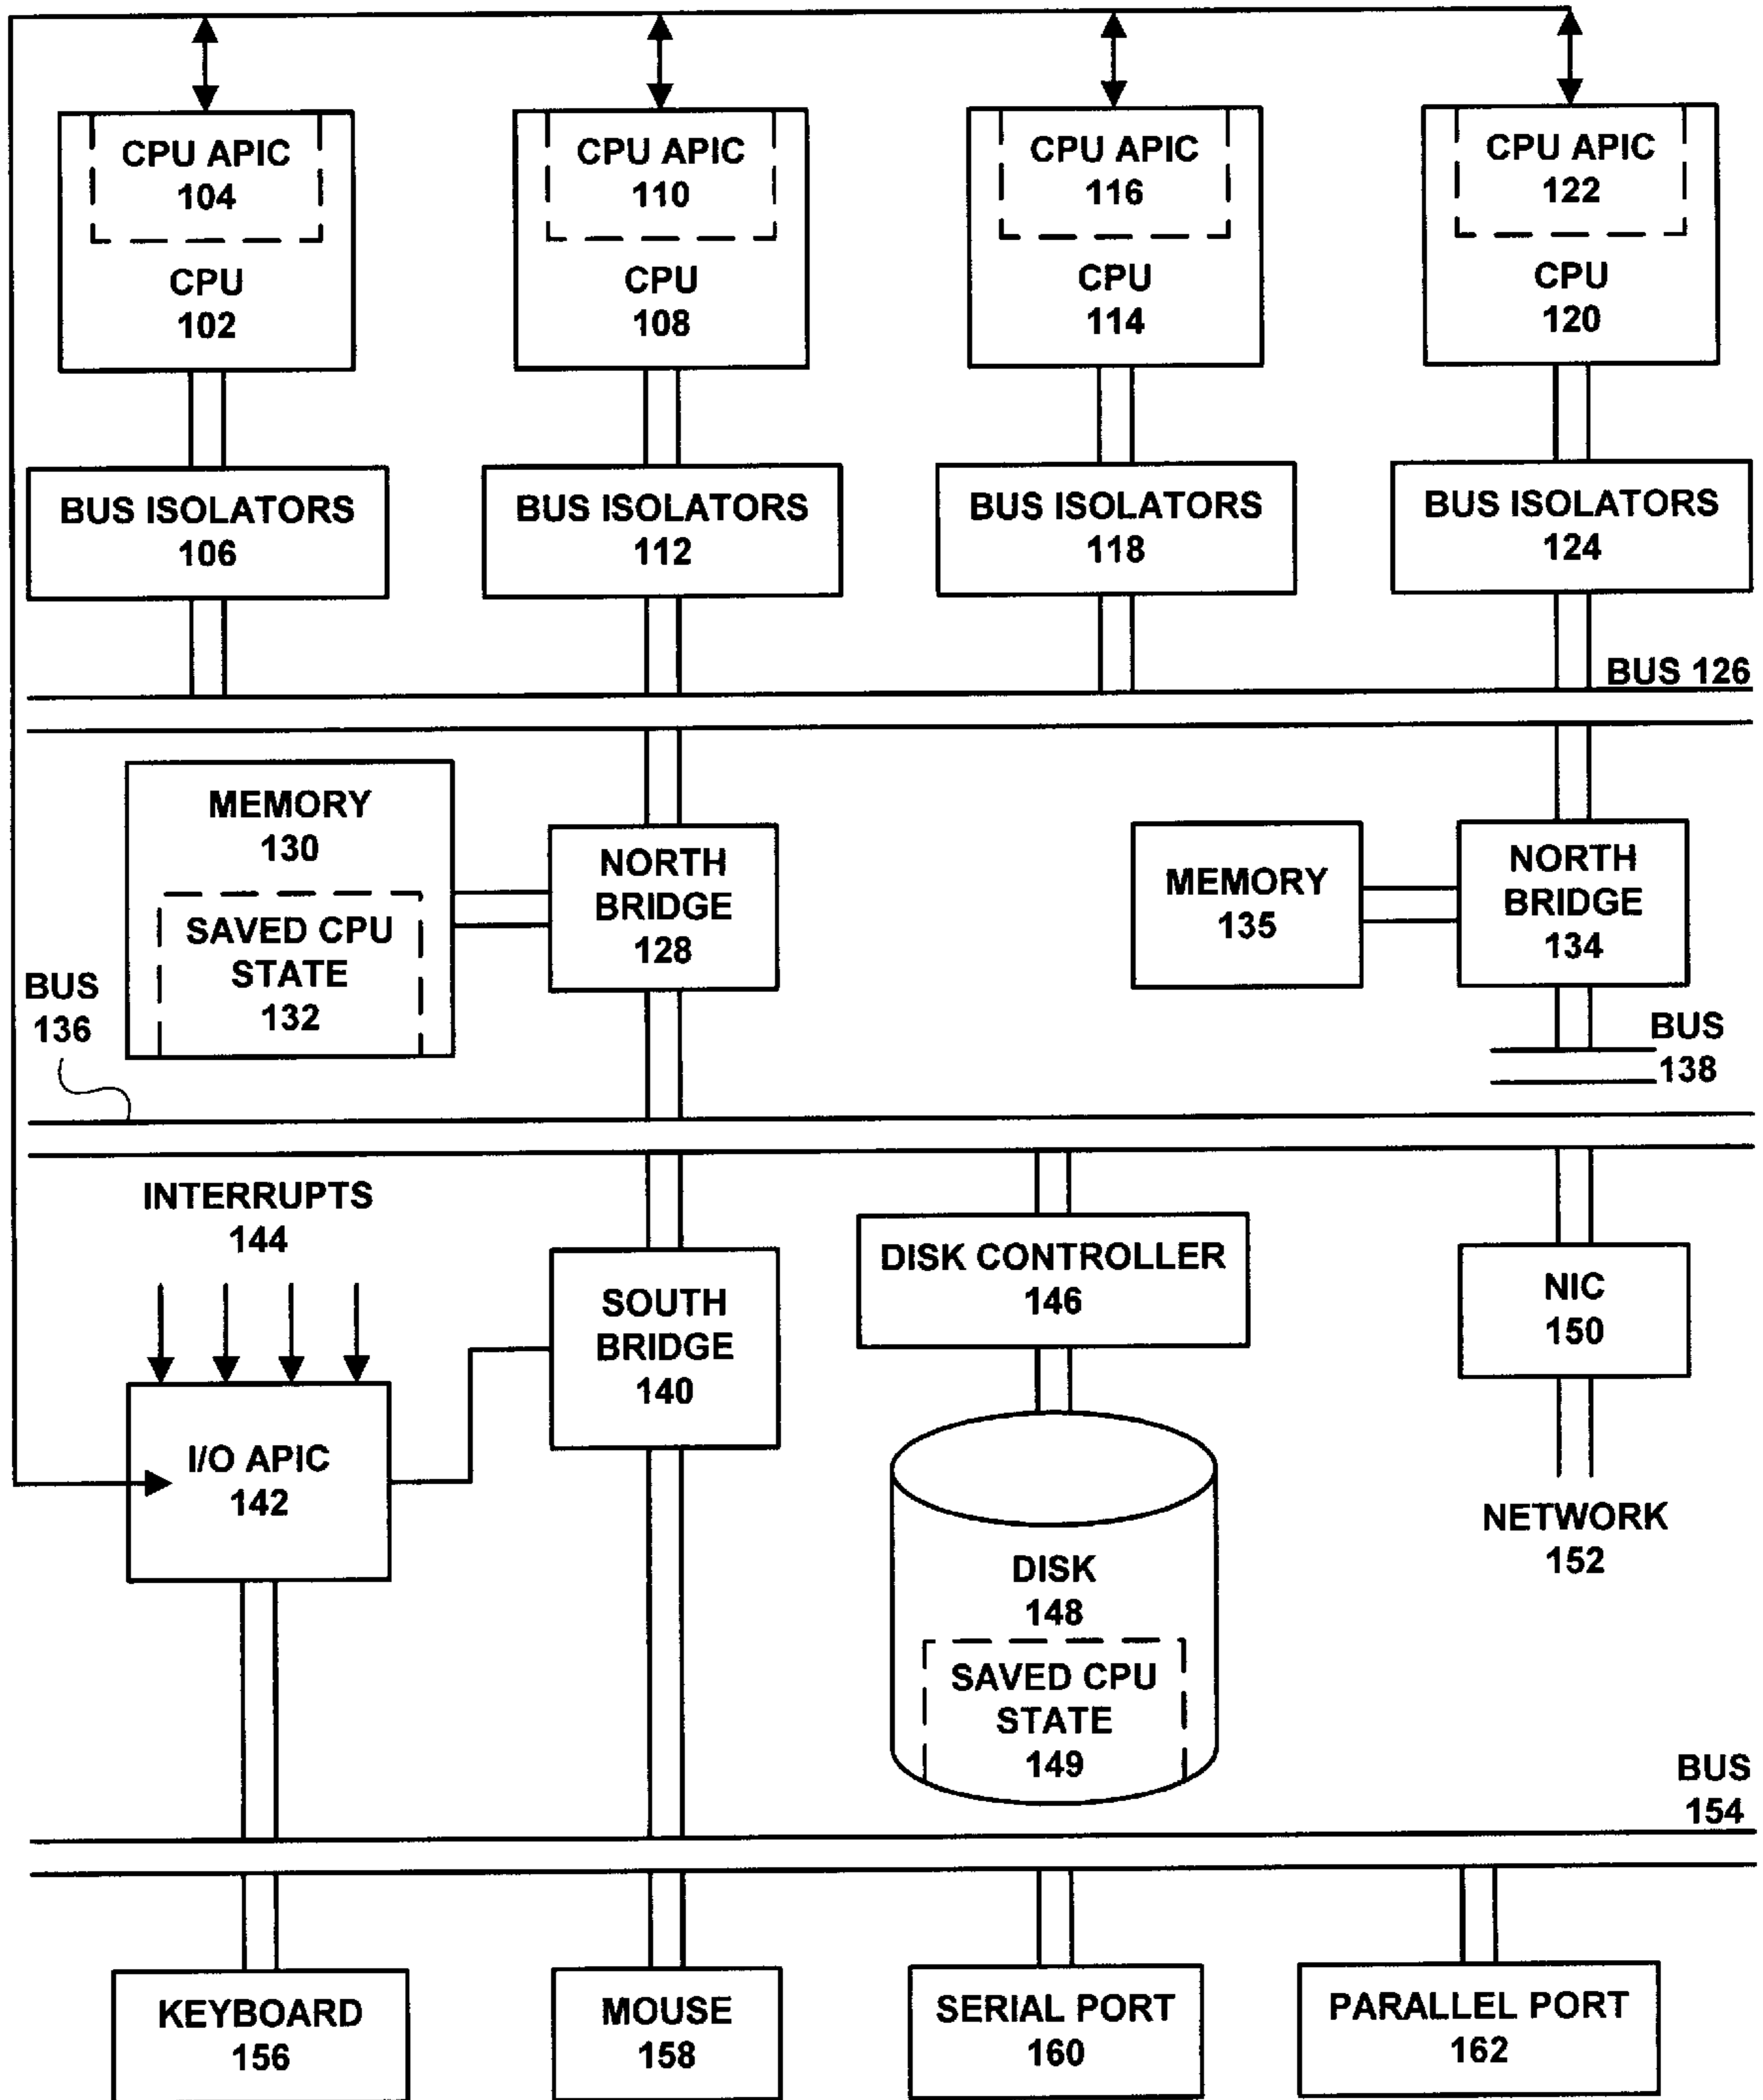 CPU APIC
104
CPU
102
CPU APIC
110
CPU
108
CPU APIC
116
CPU
114
CPU APIC
122
CPU
120
BUS ISOLATORS
106
BUS ISOLATORS
112
BUS ISOLATORS
118
BUS ISOLATORS
124
BUS 126
MEMORY
130
SAVED CPU
STATE
132
NORTH
BRIDGE
128
MEMORY
135
NORTH
BRIDGE
134
BUS
136
BUS
138
INTERRUPTS
144
SOUTH
BRIDGE
140
DISK CONTROLLER
146
NIC
150
I/O APIC
142
NETWORK
152
DISK
148
SAVED CPU
STATE
149
BUS
154
KEYBOARD
156
MOUSE
158
SERIAL PORT
160
PARALLEL PORT
162